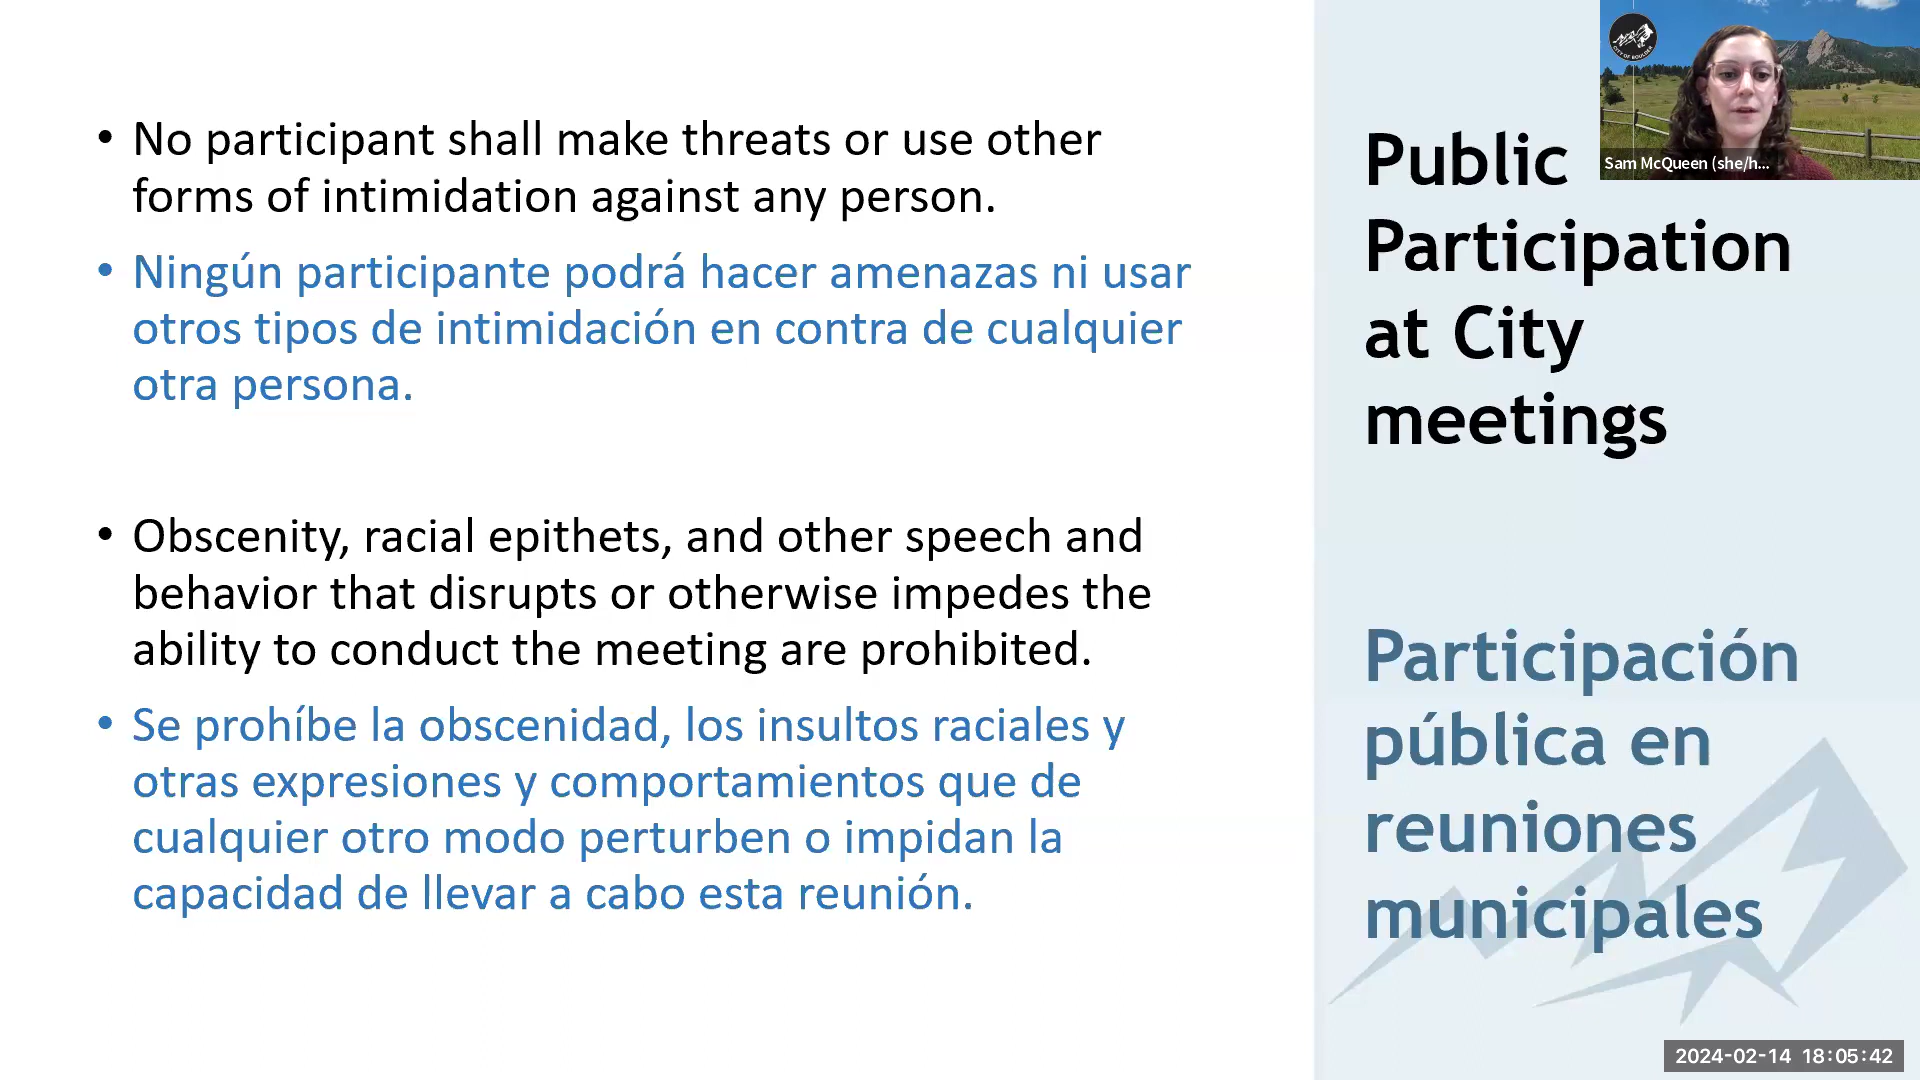 • No participant shall make threats or use other
forms of intimidation against any person.
• Ningún participante podrá hacer amenazas ni usar
otros tipos de intimidación en contra de cualquier
otra persona.
• Obscenity, racial epithets, and other speech and
behavior that disrupts or otherwise impedes the
ability to conduct the meeting are prohibited.
• Se prohíbe la obscenidad, los insultos raciales y
otras expresiones y comportamientos que de
cualquier otro modo perturben o impidan la
capacidad de llevar a cabo esta reunión.
Public
Participation
at City
meetings
Participación
pública en
reuniones
municipales
CITY OF BOULDER
Sam McQueen (she/h...
2024-02-14 18:05:42